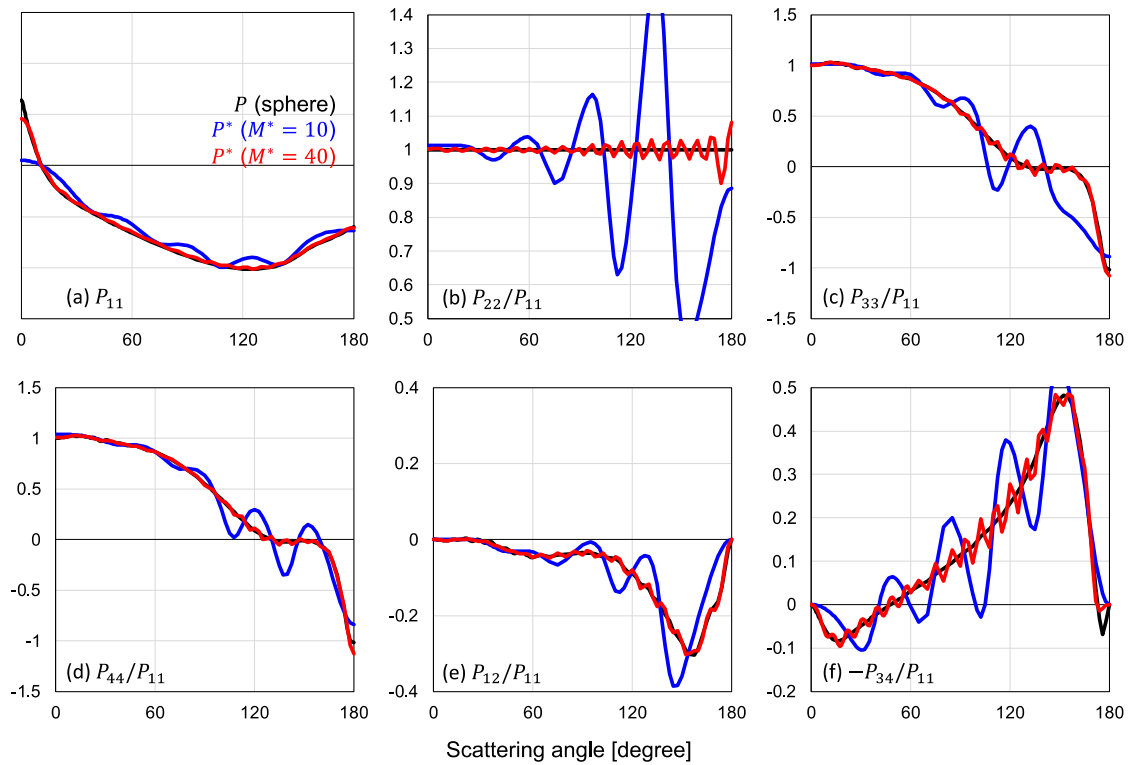 P (sphere)
P* (M* = 10)
P* (M* = 40)
(a) P₁₁
0 60 120 180
1.4
1.3
1.2
1.1
1
0.9
0.8
0.7
0.6
0.5
(b) P₂₂/P₁₁
0 60 120 180
1.5
1
0.5
0
-0.5
-1
-1.5
(c) P₃₃/P₁₁
0 60 120 180
1.5
1
0.5
0
-0.5
-1
-1.5
(d) P₄₄/P₁₁
0 60 120 180
0.4
0.2
0
-0.2
-0.4
(e) P₁₂/P₁₁
0 60 120 180
0.5
0.4
0.3
0.2
0.1
0
-0.1
-0.2
(f) −P₃₄/P₁₁
0 60 120 180
Scattering angle [degree]